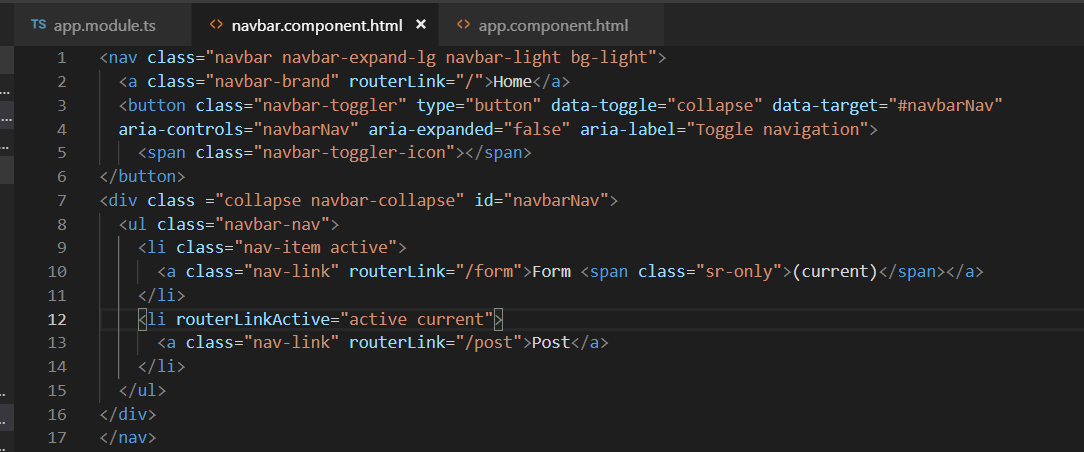 TS app.module.ts <> navbar.component.html × <> app.component.html
1 <nav class="navbar navbar-expand-lg navbar-light bg-light">
2 <a class="navbar-brand" routerLink="/">Home</a>
3 <button class="navbar-toggler" type="button" data-toggle="collapse" data-target="#navbarNav"
4 aria-controls="navbarNav" aria-expanded="false" aria-label="Toggle navigation">
5 <span class="navbar-toggler-icon"></span>
6 </button>
7 <div class ="collapse navbar-collapse" id="navbarNav">
8 <ul class="navbar-nav">
9 <li class="nav-item active">
10 <a class="nav-link" routerLink="/form">Form <span class="sr-only">(current)</span></a>
11 </li>
12 <li routerLinkActive="active current">
13 <a class="nav-link" routerLink="/post">Post</a>
14 </li>
15 </ul>
16 </div>
17 </nav>